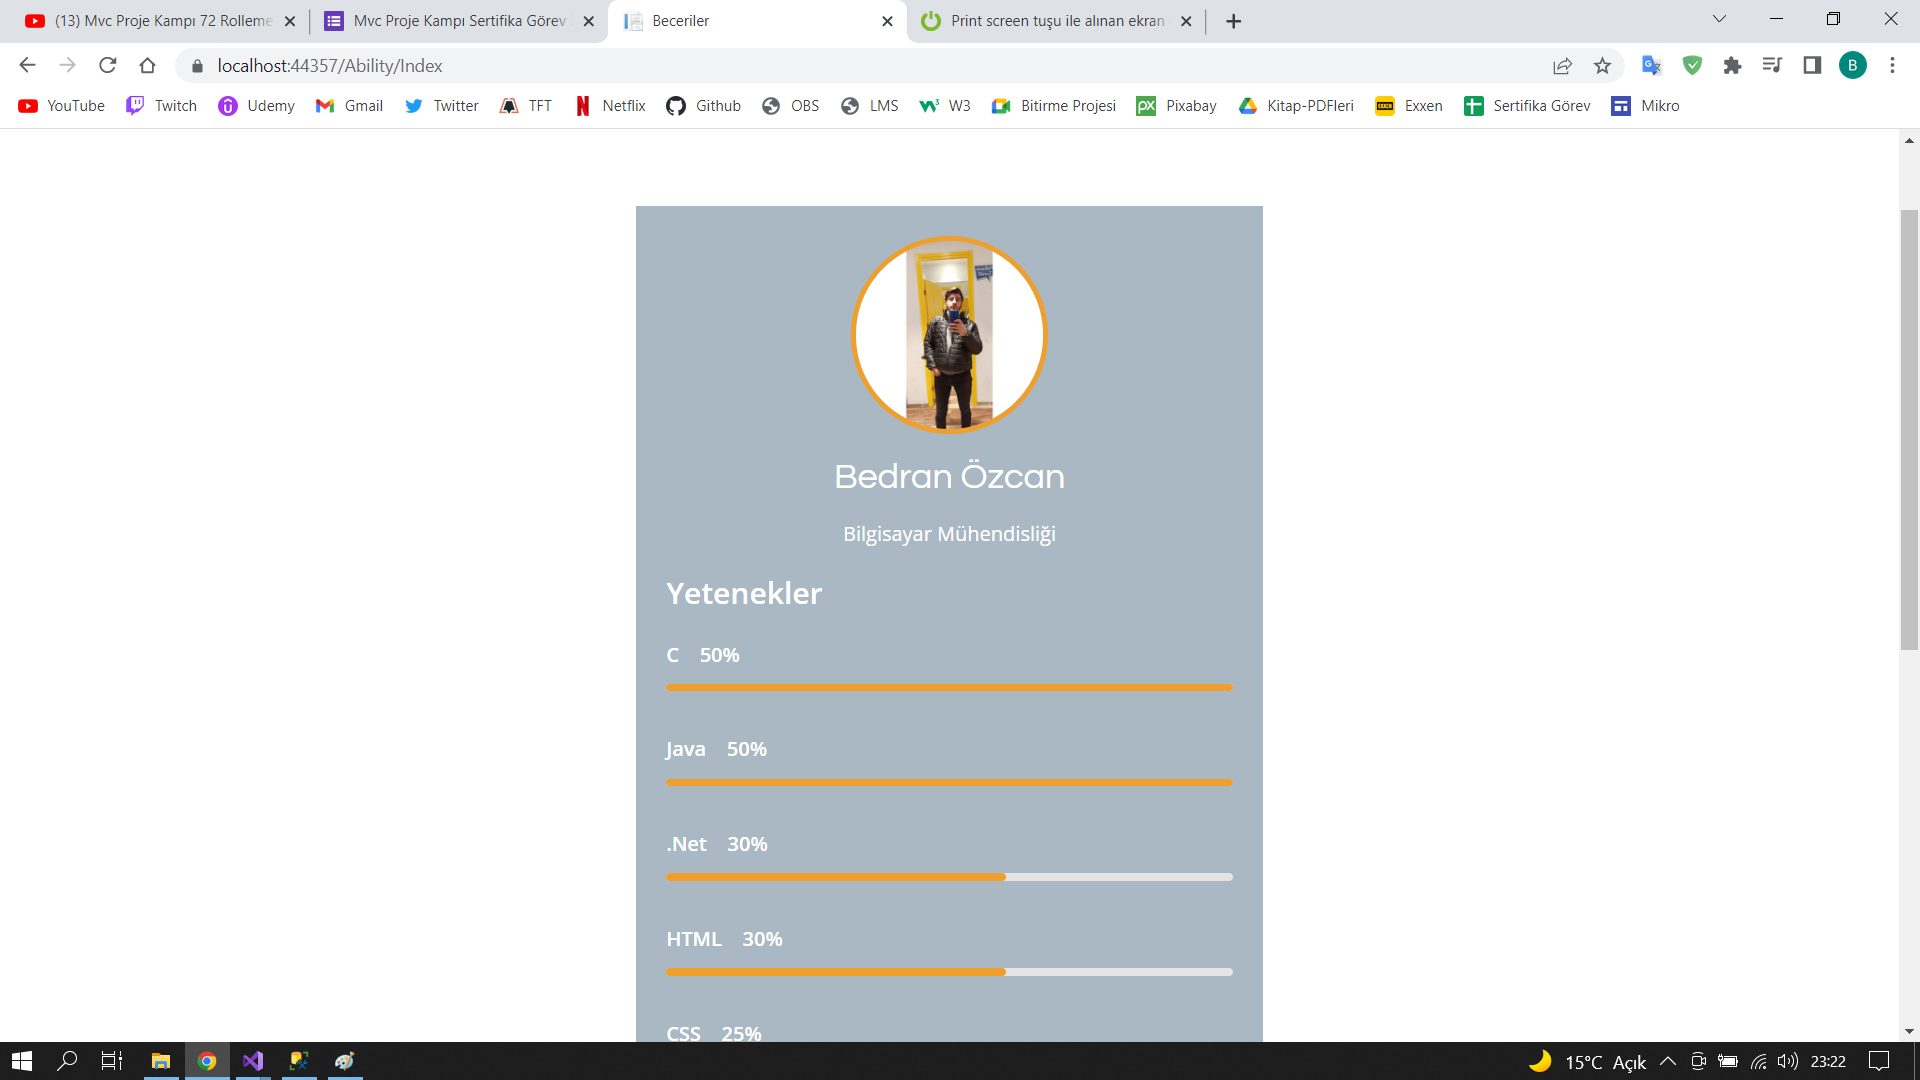 (13) Mvc Proje Kampı 72 Rolleme
Mvc Proje Kampı Sertifika Görev
Beceriler
Print screen tuşu ile alınan ekran
localhost:44357/Ability/Index
B
YouTube
Twitch
Udemy
Gmail
Twitter
TFT
Netflix
Github
OBS
LMS
W3
Bitirme Projesi
Pixabay
Kitap-PDFleri
Exxen
Sertifika Görev
Mikro
Bedran Özcan
Bilgisayar Mühendisliği
Yetenekler
C 50%
Java 50%
.Net 30%
HTML 30%
CSS 25%
15°C Açık
23:22